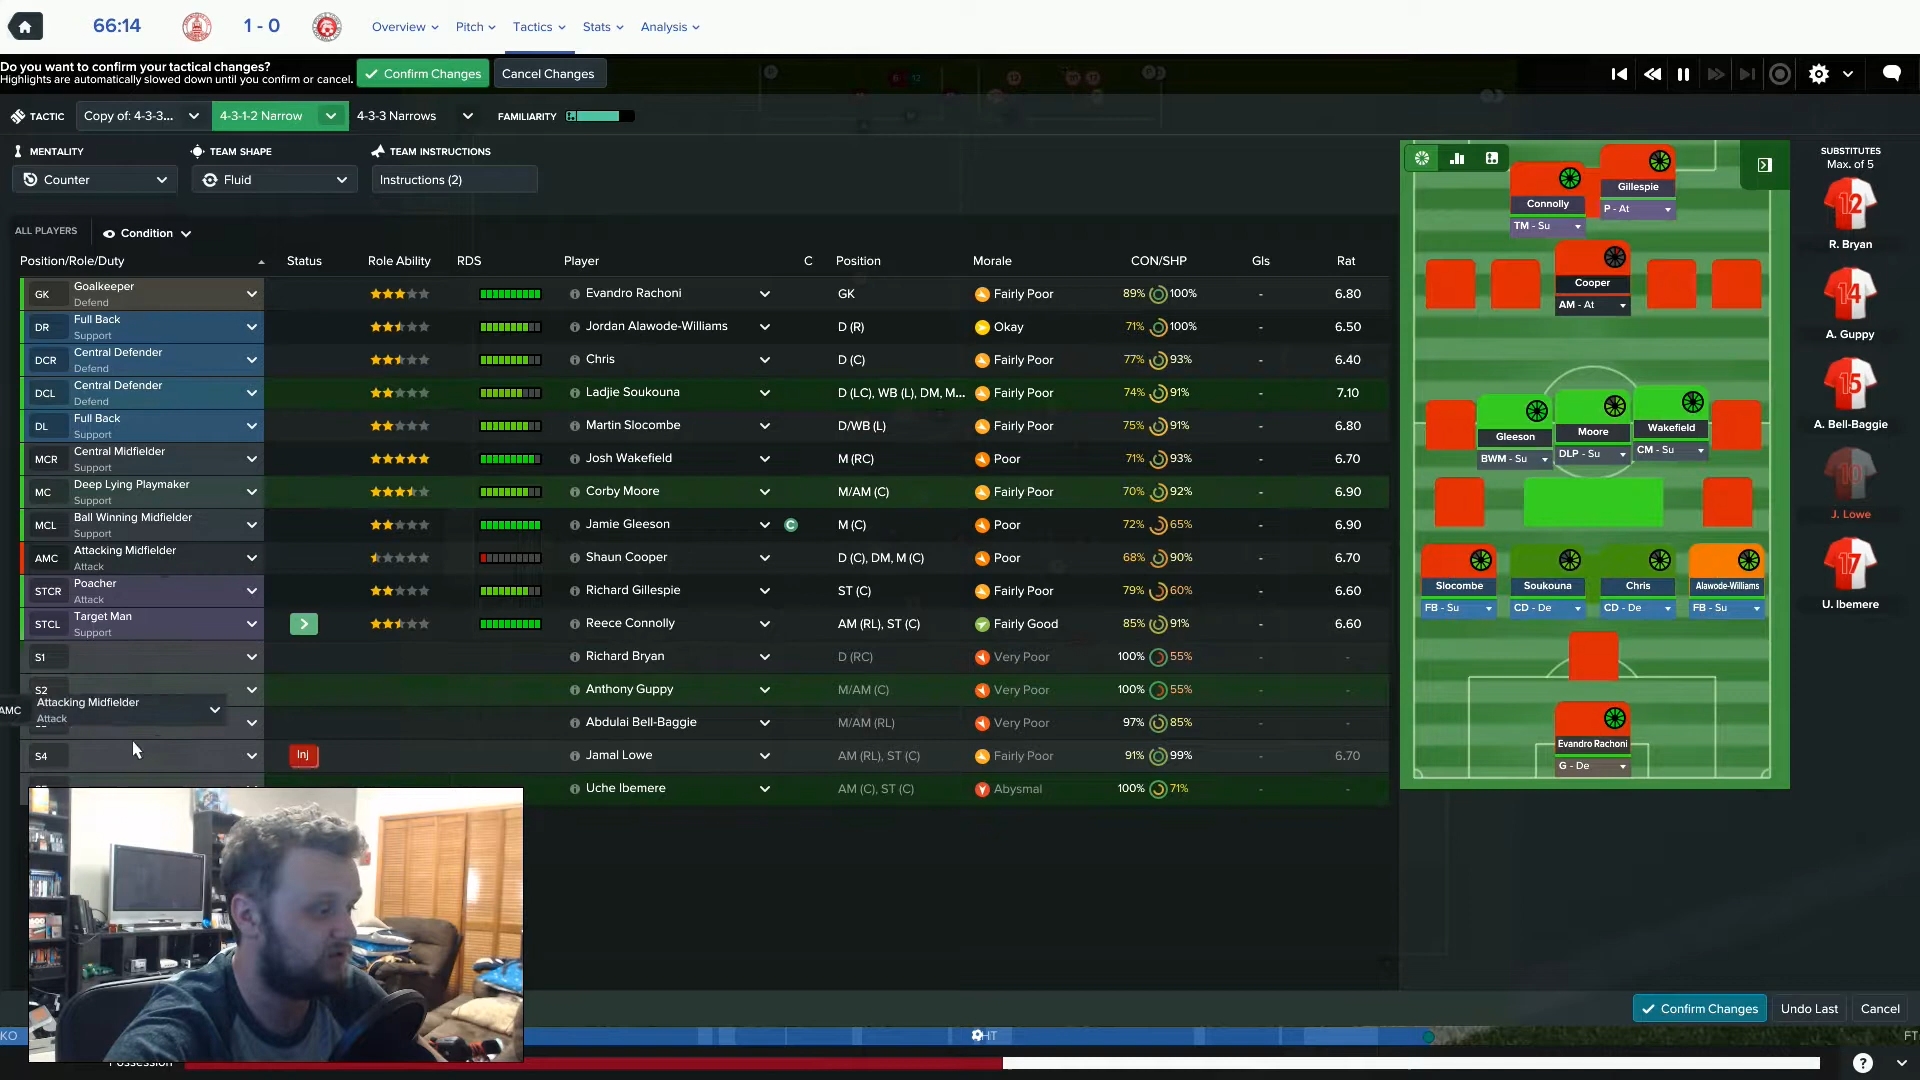 66:14
1 - 0
Overview
Pitch
Tactics
Stats
Analysis
Do you want to confirm your tactical changes?
Highlights are automatically slowed down until you confirm or cancel.
Confirm Changes
Cancel Changes
TACTIC
Copy of: 4-3-3...
4-3-1-2 Narrow
4-3-3 Narrows
FAMILIARITY
MENTALITY
TEAM SHAPE
TEAM INSTRUCTIONS
Counter
Fluid
Instructions (2)
ALL PLAYERS
Condition
Position/Role/Duty Status Role Ability RDS Player C Position Morale CON/SHP Gls Rat
GK Goalkeeper Defend Evandro Rachoni GK Fairly Poor 89% 100% - 6.80
DR Full Back Support Jordan Alawode-Williams D (R) Okay 71% 100% - 6.50
DCR Central Defender Defend Chris D (C) Fairly Poor 77% 93% - 6.40
DCL Central Defender Defend Ladjie Soukouna D (LC), WB (L), DM, M... Fairly Poor 74% 91% - 7.10
DL Full Back Support Martin Slocombe D/WB (L) Fairly Poor 75% 91% - 6.80
MCR Central Midfielder Support Josh Wakefield M (RC) Poor 71% 93% - 6.70
MC Deep Lying Playmaker Support Corby Moore M/AM (C) Fairly Poor 70% 92% - 6.90
MCL Ball Winning Midfielder Support Jamie Gleeson C M (C) Poor 72% 65% - 6.90
AMC Attacking Midfielder Attack Shaun Cooper D (C), DM, M (C) Poor 68% 90% - 6.70
STCR Poacher Attack Richard Gillespie ST (C) Fairly Poor 79% 60% - 6.60
STCL Target Man Support Reece Connolly AM (RL), ST (C) Fairly Good 85% 91% - 6.60
S1 Richard Bryan D (RC) Very Poor 100% 55% - -
S2 Anthony Guppy M/AM (C) Very Poor 100% 55% - -
AMC Attacking Midfielder Attack
Abdulai Bell-Baggie M/AM (RL) Very Poor 97% 85% - -
S4 Inj Jamal Lowe AM (RL), ST (C) Fairly Poor 91% 99% - 6.70
Uche Ibemere AM (C), ST (C) Abysmal 100% 71% - -
Connolly
TM - Su
Gillespie
P - At
Cooper
AM - At
Gleeson
BWM - Su
Moore
DLP - Su
Wakefield
CM - Su
Slocombe
FB - Su
Soukouna
CD - De
Chris
CD - De
Alawode-Williams
FB - Su
Evandro Rachoni
G - De
SUBSTITUTES
Max. of 5
12
R. Bryan
14
A. Guppy
15
A. Bell-Baggie
10
J. Lowe
17
U. Ibemere
Confirm Changes
Undo Last
Cancel
KO
HT
FT
Possession
?